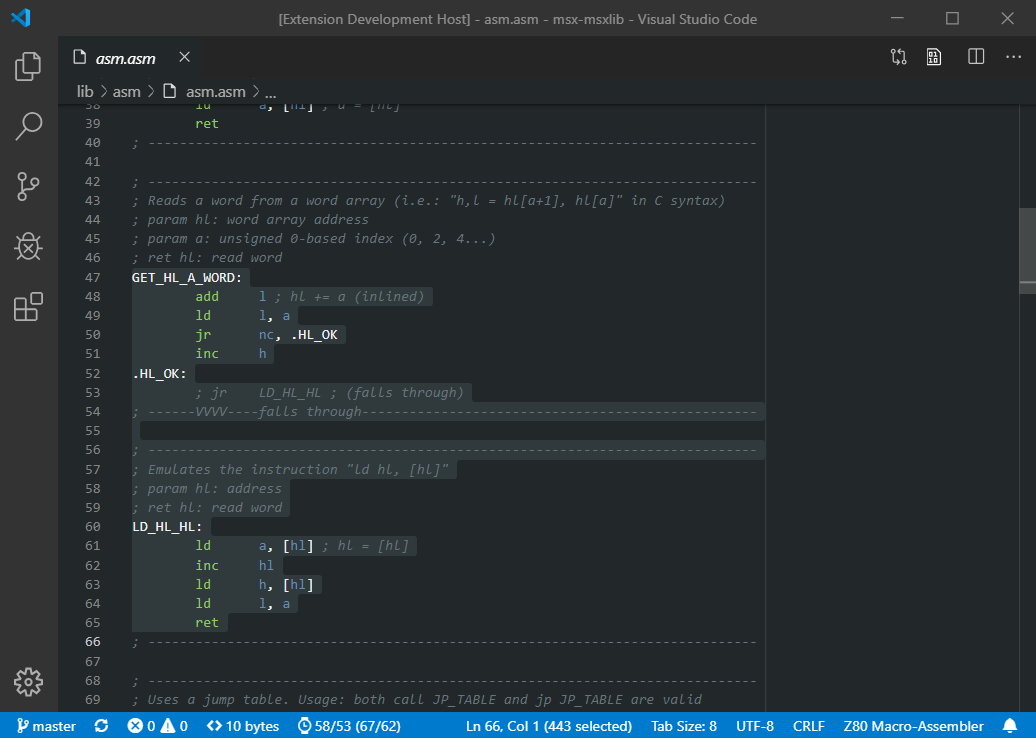 [Extension Development Host] - asm.asm - msx-msxlib - Visual Studio Code
asm.asm
lib > asm > asm.asm > ...
38 ld a, [hl] ; a = [hl]
39 ret
40 ; -----------------------------------------------------------------------------
41
42 ; -----------------------------------------------------------------------------
43 ; Reads a word from a word array (i.e.: "h,l = hl[a+1], hl[a]" in C syntax)
44 ; param hl: word array address
45 ; param a: unsigned 0-based index (0, 2, 4...)
46 ; ret hl: read word
47 GET_HL_A_WORD:
48 add l ; hl += a (inlined)
49 ld l, a
50 jr nc, .HL_OK
51 inc h
52 .HL_OK:
53 ; jr LD_HL_HL ; (falls through)
54 ; ------VVVV----falls through--------------------------------------------------
55
56 ; -----------------------------------------------------------------------------
57 ; Emulates the instruction "ld hl, [hl]"
58 ; param hl: address
59 ; ret hl: read word
60 LD_HL_HL:
61 ld a, [hl] ; hl = [hl]
62 inc hl
63 ld h, [hl]
64 ld l, a
65 ret
66 ; -----------------------------------------------------------------------------
67
68 ; -----------------------------------------------------------------------------
69 ; Uses a jump table. Usage: both call JP_TABLE and jp JP_TABLE are valid
master 0 0 10 bytes 58/53 (67/62) Ln 66, Col 1 (443 selected) Tab Size: 8 UTF-8 CRLF Z80 Macro-Assembler